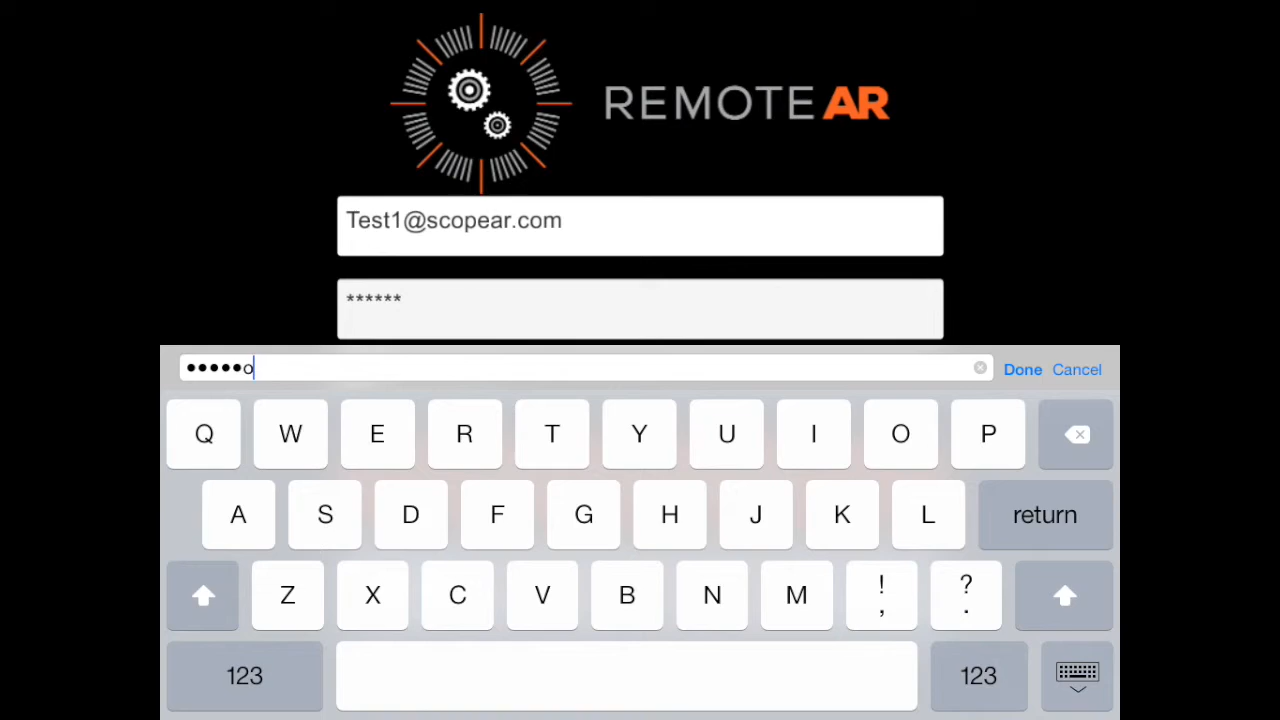 REMOTE AR
Test1@scopear.com
******
●●●●●o
Done Cancel
Q W E R T Y U I O P
A S D F G H J K L return
Z X C V B N M ! , ? .
123 123